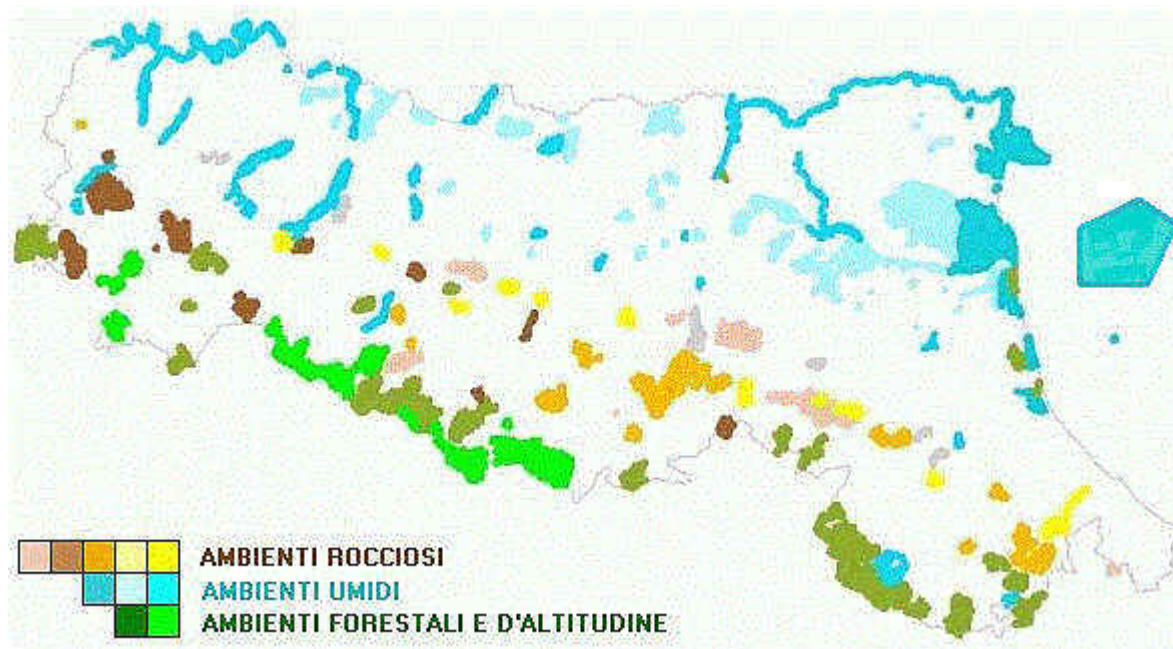 AMBIENTI ROCCIOSI
AMBIENTI UMIDI
AMBIENTI FORESTALI E D'ALTITUDINE